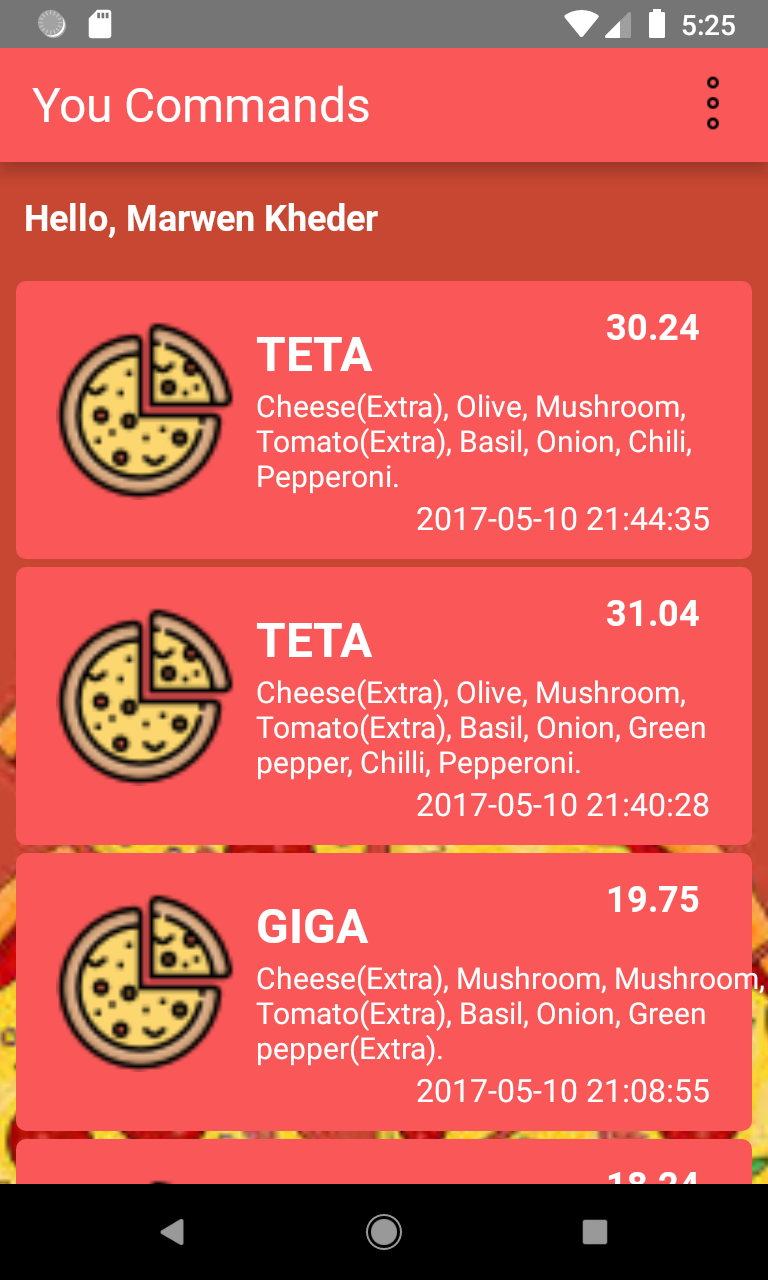 5:25
You Commands
Hello, Marwen Kheder
30.24
TETA
Cheese(Extra), Olive, Mushroom,
Tomato(Extra), Basil, Onion, Chili,
Pepperoni.
2017-05-10 21:44:35
31.04
TETA
Cheese(Extra), Olive, Mushroom,
Tomato(Extra), Basil, Onion, Green
pepper, Chilli, Pepperoni.
2017-05-10 21:40:28
19.75
GIGA
Cheese(Extra), Mushroom, Mushroom,
Tomato(Extra), Basil, Onion, Green
pepper(Extra).
2017-05-10 21:08:55
18.24